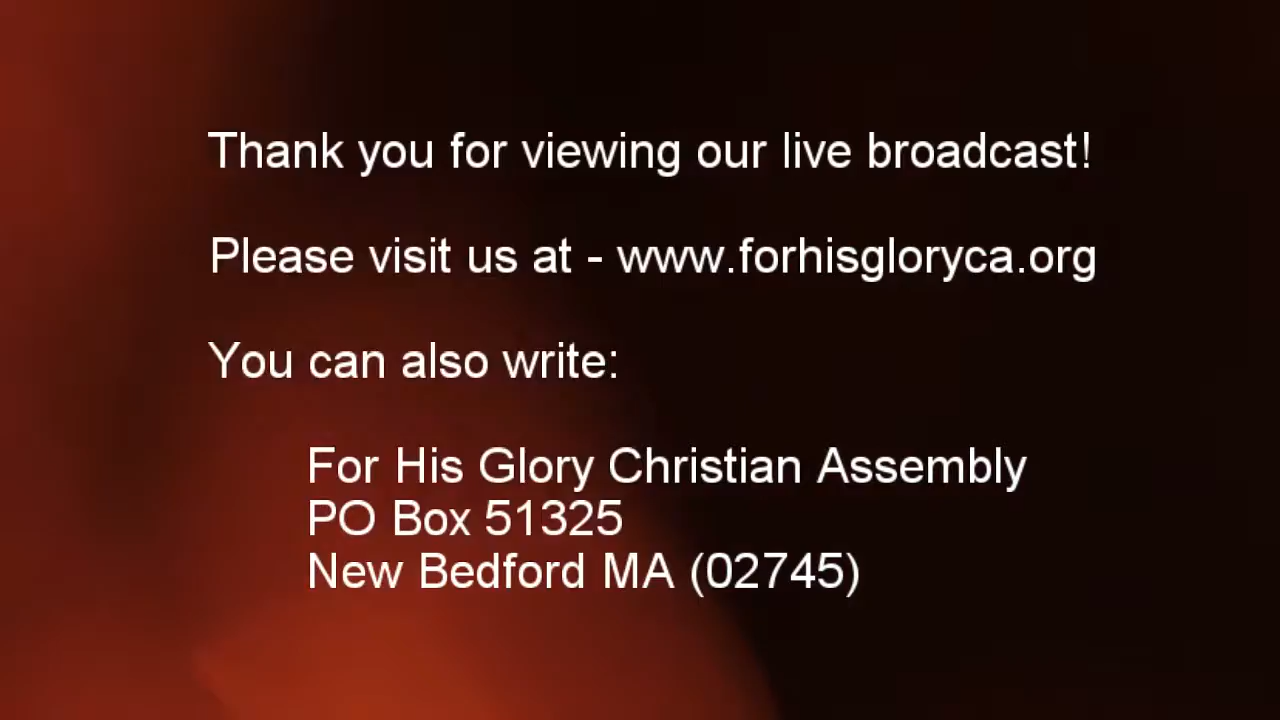 Thank you for viewing our live broadcast!
Please visit us at - www.forhisgloryca.org
You can also write:
For His Glory Christian Assembly
PO Box 51325
New Bedford MA (02745)